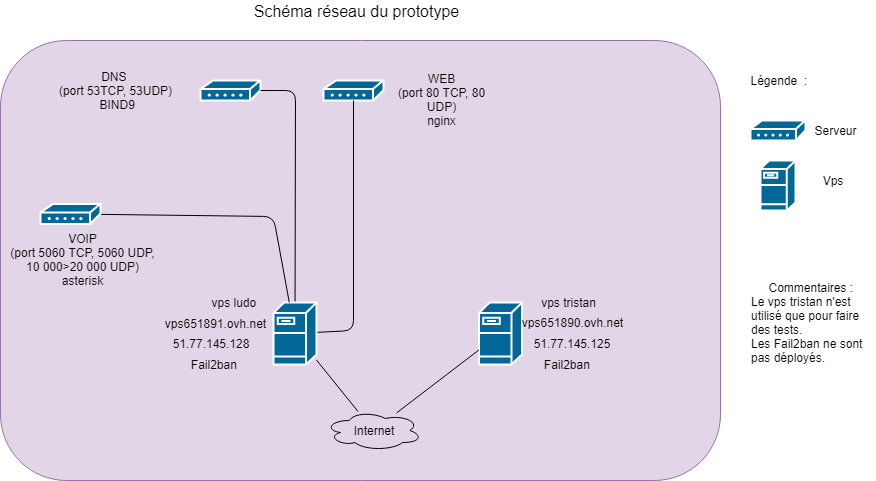 Schéma réseau du prototype
DNS
(port 53TCP, 53UDP)
BIND9
WEB
(port 80 TCP, 80
UDP)
nginx
VOIP
(port 5060 TCP, 5060 UDP,
10 000>20 000 UDP)
asterisk
vps ludo
vps651891.ovh.net
51.77.145.128
Fail2ban
vps tristan
vps651890.ovh.net
51.77.145.125
Fail2ban
Internet
Légende :
Serveur
Vps
Commentaires :
Le vps tristan n'est
utilisé que pour faire
des tests.
Les Fail2ban ne sont
pas déployés.